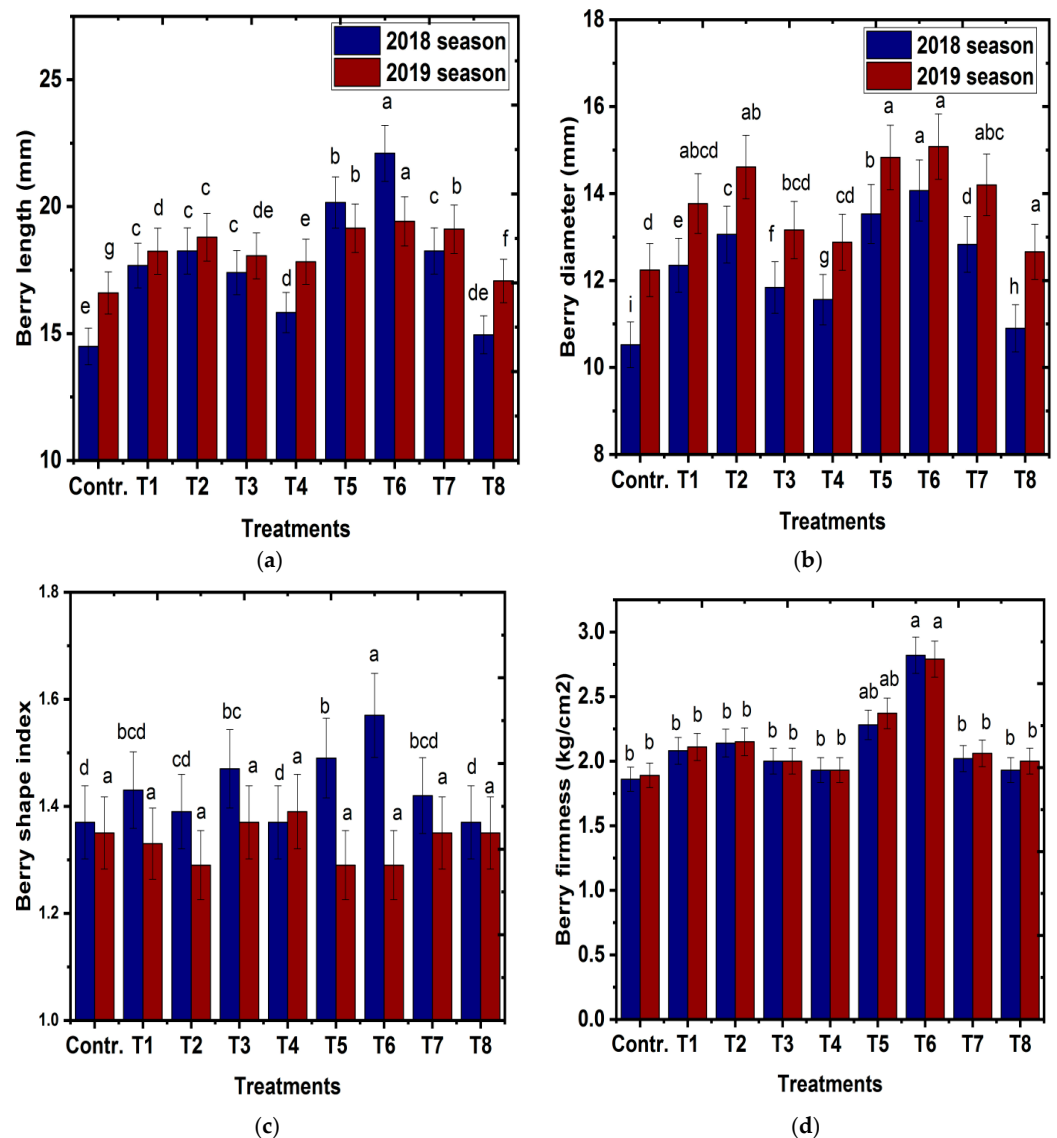 2018 season
2019 season
Berry length (mm)
25
20
15
10
e g c d c c c de d e b b a a c b de f
Contr. T1 T2 T3 T4 T5 T6 T7 T8
Treatments
(a)
2018 season
2019 season
Berry diameter (mm)
18
16
14
12
10
8
i d e abcd c ab f bcd g cd b a a a d abc h a
Contr. T1 T2 T3 T4 T5 T6 T7 T8
Treatments
(b)
Berry shape index
1.8
1.6
1.4
1.2
1.0
d a bcd a cd a bc a d a b a a a bcd a d a
Contr. T1 T2 T3 T4 T5 T6 T7 T8
Treatments
(c)
Berry firmness (kg/cm2)
3.0
2.5
2.0
1.5
1.0
0.5
0.0
b b b b b b b b b b ab ab a a b b b b
Contr. T1 T2 T3 T4 T5 T6 T7 T8
Treatments
(d)